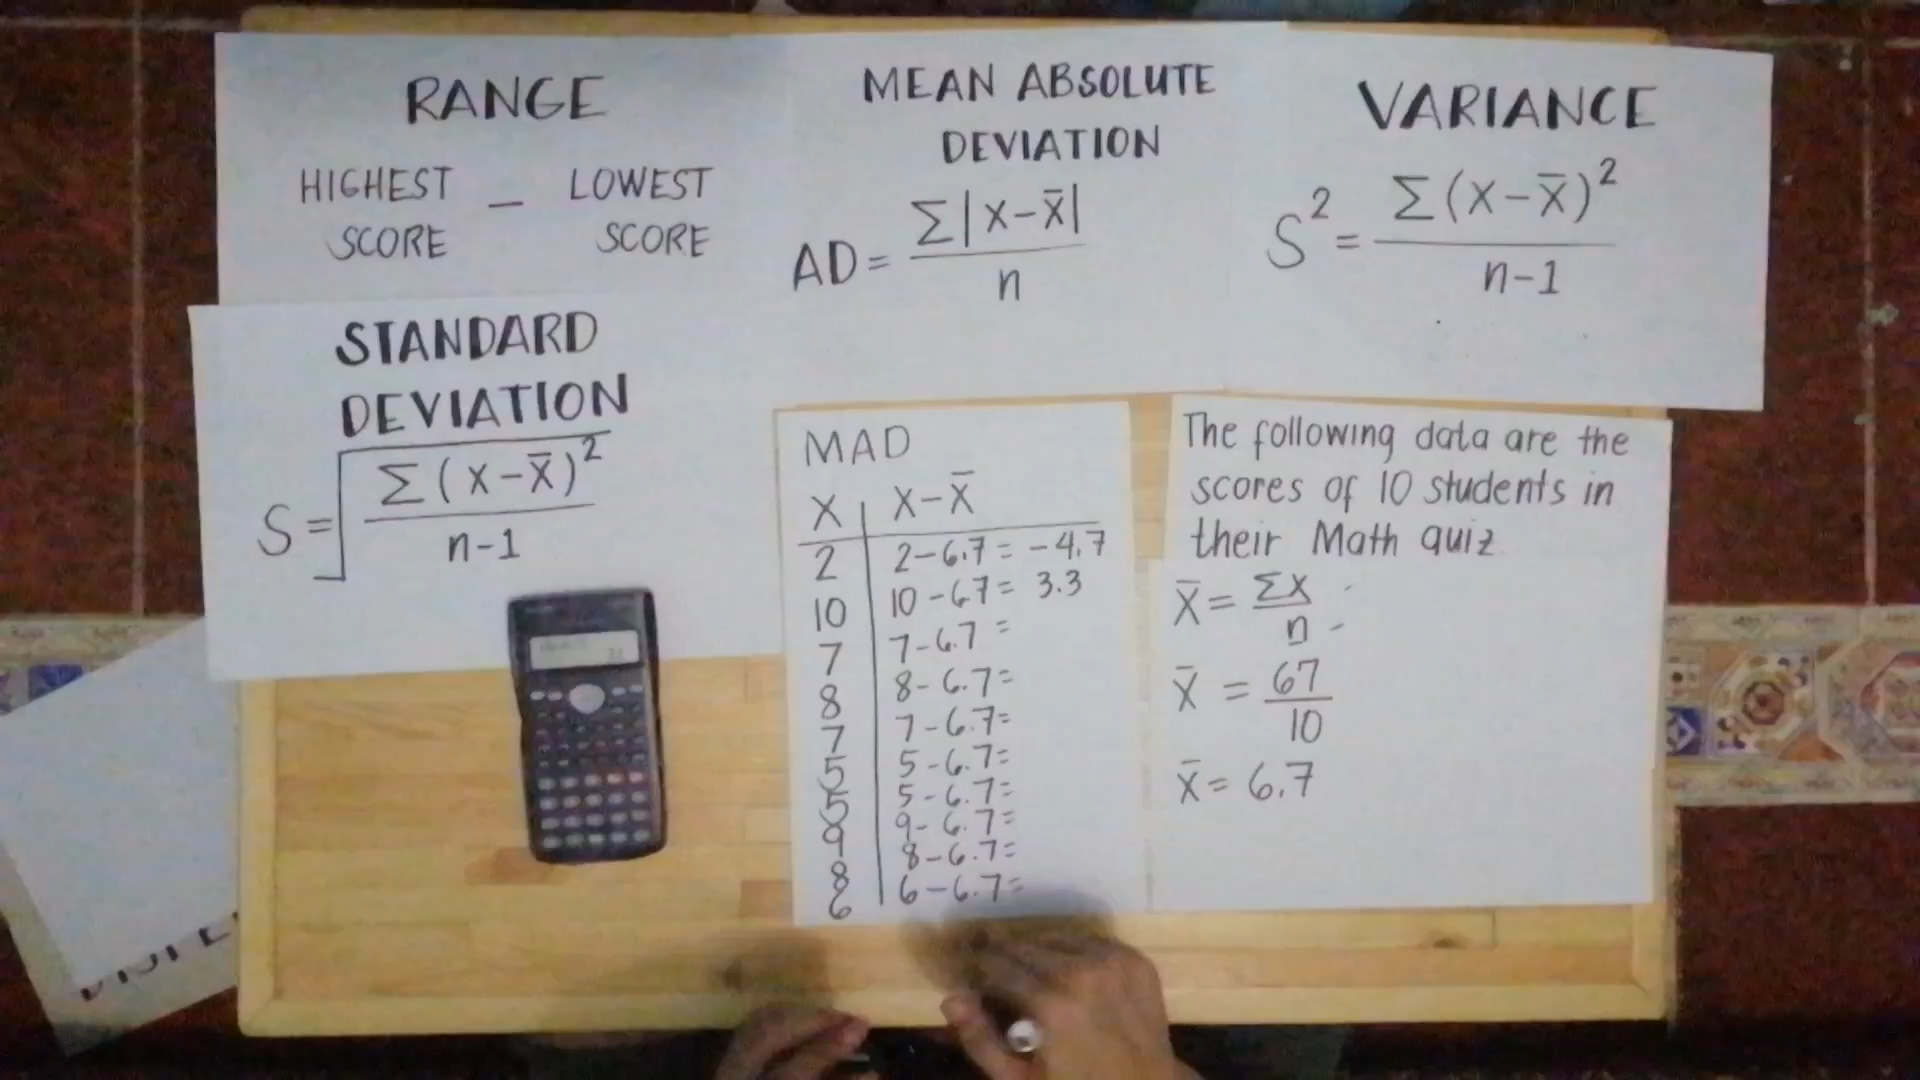 RANGE
HIGHEST SCORE - LOWEST SCORE
MEAN ABSOLUTE
DEVIATION
AD = Σ|X-X̄| / n
VARIANCE
S² = Σ(X-X̄)² / n-1
STANDARD
DEVIATION
S = √ Σ(X-X̄)² / n-1
MAD
X | X-X̄
2 | 2-6.7 = -4.7
10 | 10-6.7 = 3.3
7 | 7-6.7 =
8 | 8-6.7=
7 | 7-6.7=
5 | 5-6.7=
5 | 5-6.7=
9 | 9-6.7=
8 | 8-6.7=
6 | 6-6.7=
The following data are the
scores of 10 students in
their Math quiz
X̄ = ΣX / n
X̄ = 67 / 10
X̄ = 6.7